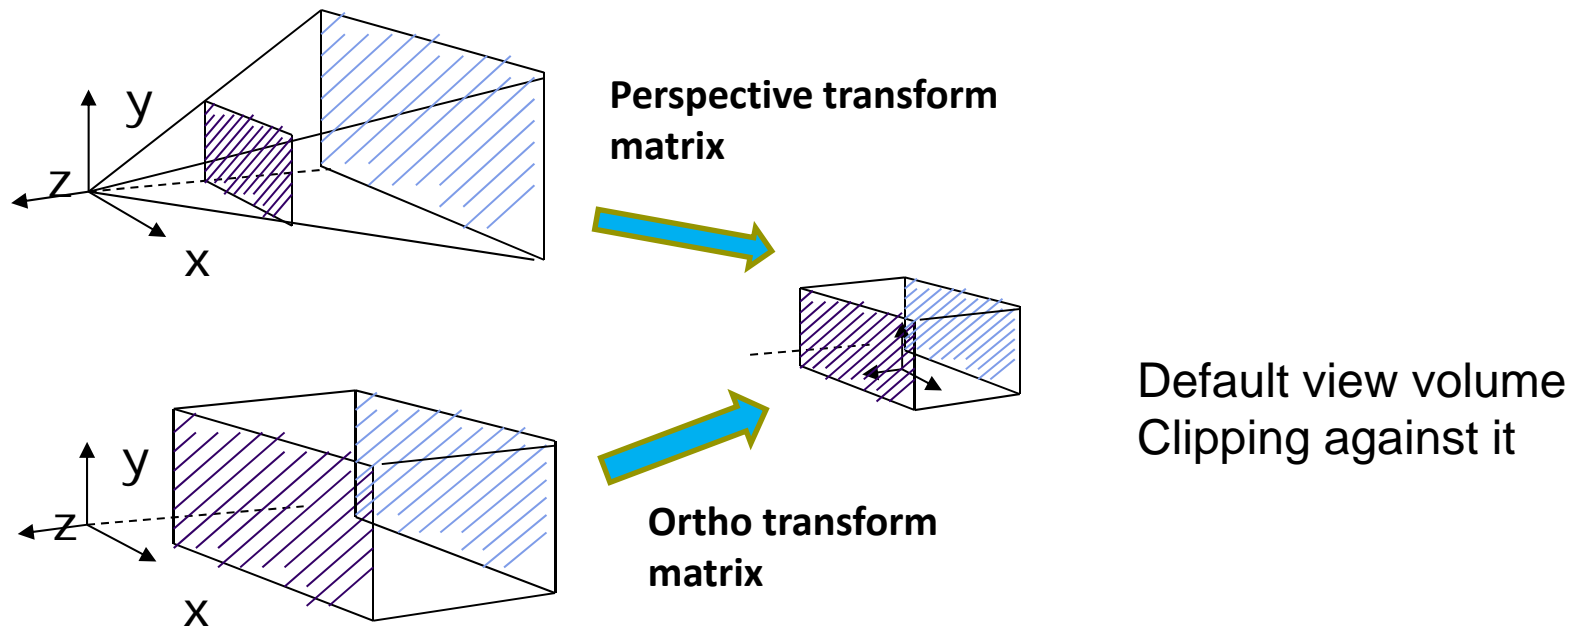 y
z
x
Perspective transform
matrix
Default view volume
Clipping against it
y
z
x
Ortho transform
matrix